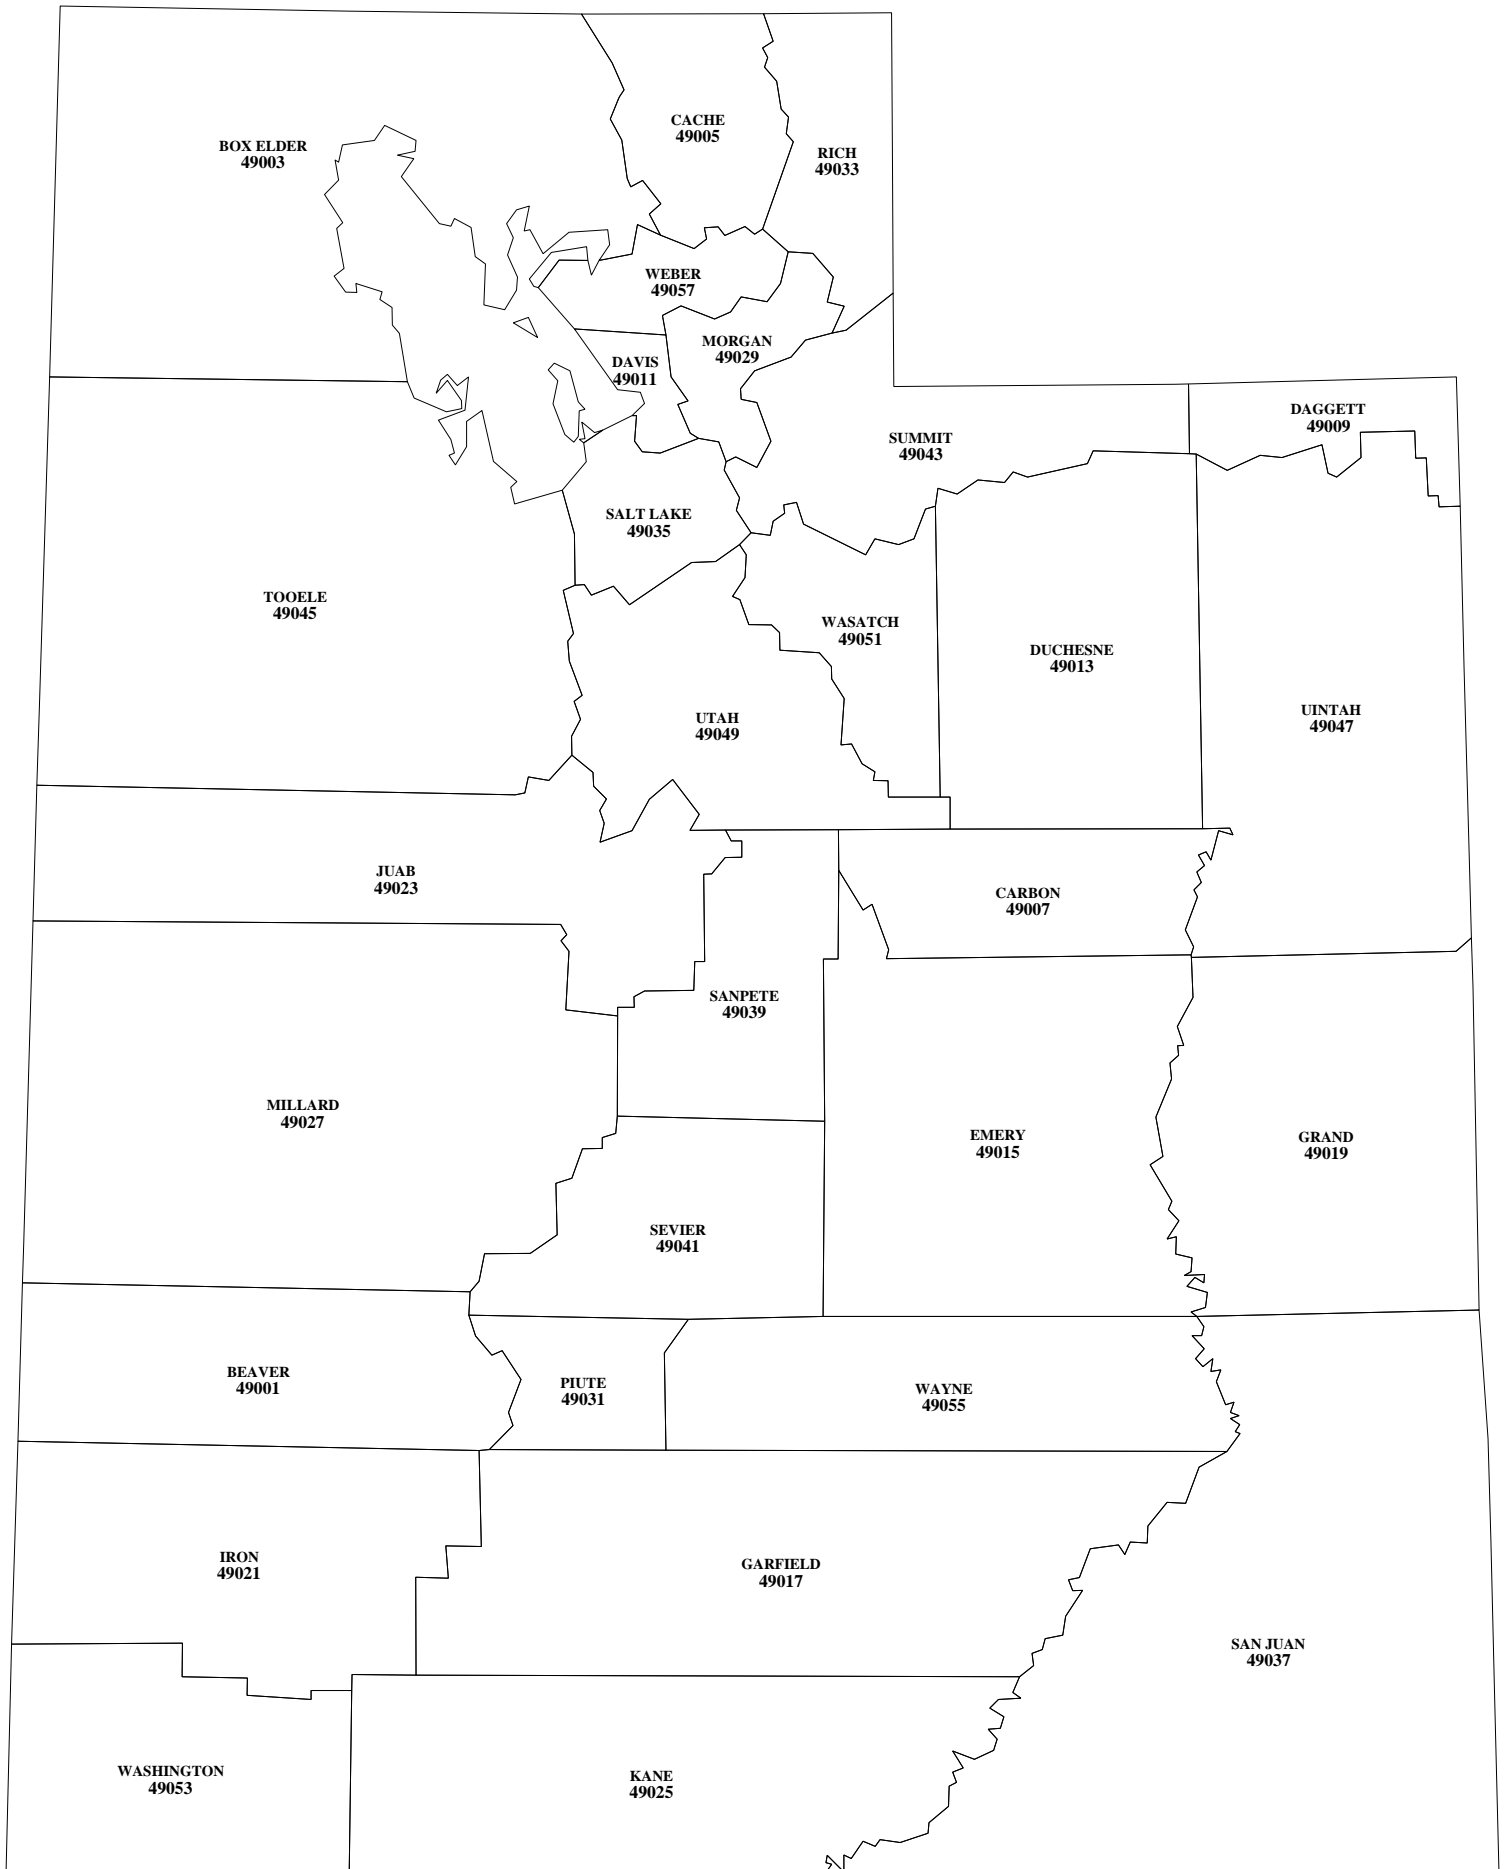 CACHE
49005
BOX ELDER
49003
RICH
49033
WEBER
49057
MORGAN
49029
DAVIS
49011
DAGGETT
49009
SUMMIT
49043
SALT LAKE
49035
TOOELE
49045
WASATCH
49051
DUCHESNE
49013
UTAH
49049
UINTAH
49047
JUAB
49023
CARBON
49007
SANPETE
49039
MILLARD
49027
EMERY
49015
GRAND
49019
SEVIER
49041
BEAVER
49001
PIUTE
49031
WAYNE
49055
IRON
49021
GARFIELD
49017
SAN JUAN
49037
WASHINGTON
49053
KANE
49025